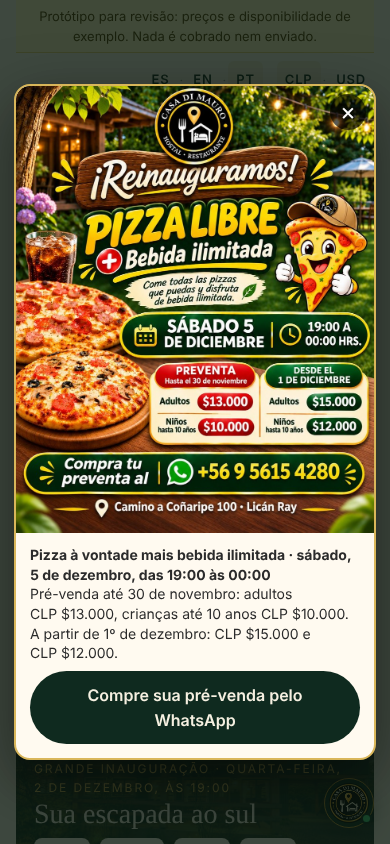 Protótipo para revisão: preços e disponibilidade de
exemplo. Nada é cobrado nem enviado.
ES · EN · PT CLP · USD
CASA DI MAURO
HOSTAL • RESTAURANTE
×
¡Reinauguramos!
PIZZA LIBRE
+ Bebida ilimitada
Come todas las pizzas
que puedas y disfruta
de bebida ilimitada.
SÁBADO 5
DE DICIEMBRE
19:00 A
00:00 HRS.
PREVENTA
Hasta el 30 de noviembre
Adultos $13.000
Niños
hasta 10 años $10.000
DESDE EL
1 DE DICIEMBRE
Adultos $15.000
Niños
hasta 10 años $12.000
Compra tu
preventa al
+56 9 5615 4280
Camino a Coñaripe 100 • Licán Ray
Pizza à vontade mais bebida ilimitada · sábado,
5 de dezembro, das 19:00 às 00:00
Pré-venda até 30 de novembro: adultos
CLP $13.000, crianças até 10 anos CLP $10.000.
A partir de 1º de dezembro: CLP $15.000 e
CLP $12.000.
Compre sua pré-venda pelo
WhatsApp
GRANDE INAUGURAÇÃO · QUARTA-FEIRA,
2 DE DEZEMBRO, ÀS 19:00
Sua escapada ao sul